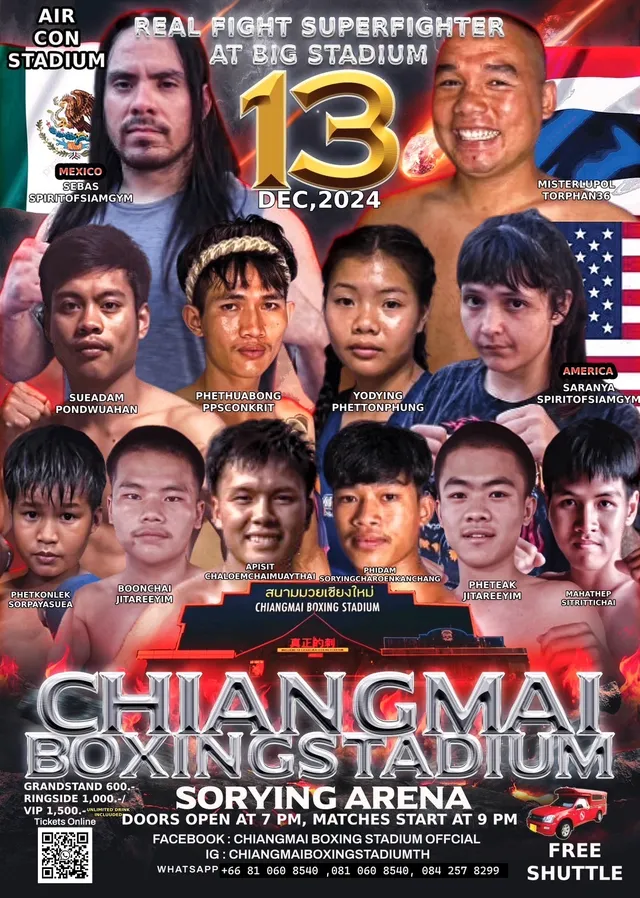 AIR
CON
STADIUM
REAL FIGHT SUPERFIGHTER
AT BIG STADIUM
13
DEC,2024
MEXICO
SEBAS
SPIRITOFSIAMGYM
MISTERLUPOL
TORPHAN36
SUEADAM
PONDWUAHAN
PHETHUABONG
PPSCONKRIT
YODYING
PHETTONPHUNG
AMERICA
SARANYA
SPIRITOFSIAMGYM
PHETKONLEK
SORPAYASUEA
BOONCHAI
JITAREEYIM
APISIT
CHALOEMCHAIMUAYTHAI
PHIDAM
SORYINGCHAROENKANCHANG
PHETEAK
JITAREEYIM
MAHATHEP
SITRITTICHAI
สนามมวยเชียงใหม่
CHIANGMAI BOXING STADIUM
CHIANGMAI
BOXINGSTADIUM
GRANDSTAND 600.-
RINGSIDE 1,000.-/
VIP 1,500.- UNLIMITED DRINK
INCLUUDED
Tickets Online
SORYING ARENA
DOORS OPEN AT 7 PM, MATCHES START AT 9 PM
FACEBOOK : CHIANGMAI BOXING STADIUM OFFCIAL
IG : CHIANGMAIBOXINGSTADIUMTH
WHATSAPP +66 81 060 8540 ,081 060 8540, 084 257 8299
FREE
SHUTTLE